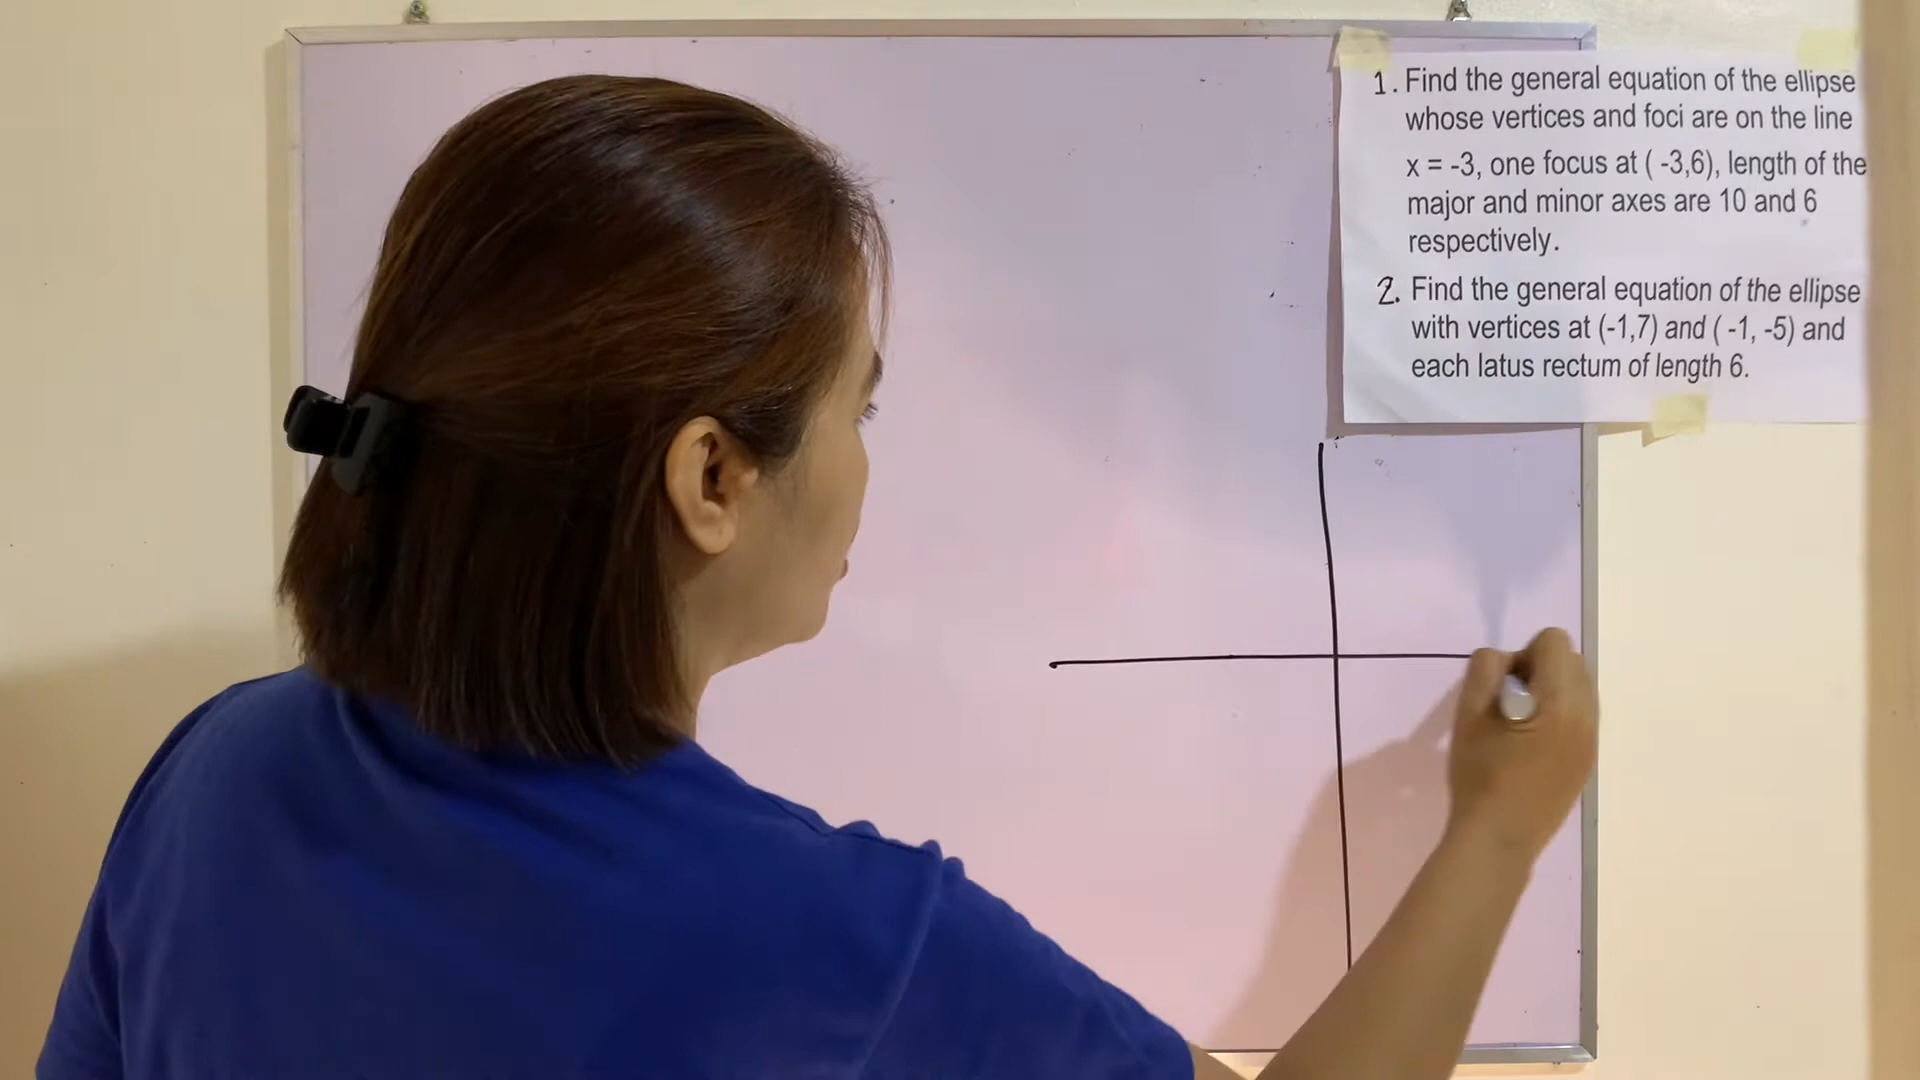 1. Find the general equation of the ellipse
whose vertices and foci are on the line
x = -3, one focus at ( -3,6), length of the
major and minor axes are 10 and 6
respectively.
2. Find the general equation of the ellipse
with vertices at (-1,7) and ( -1, -5) and
each latus rectum of length 6.